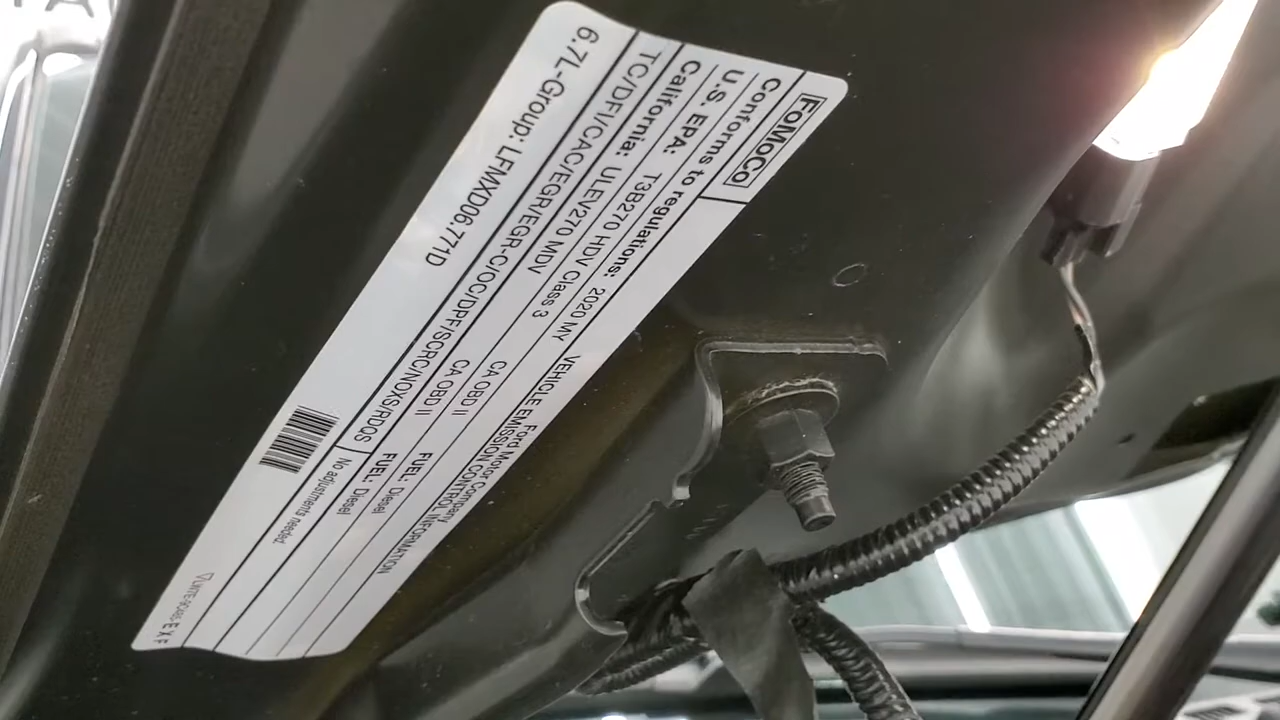 FoMoCo
Ford Motor Company
VEHICLE EMISSION CONTROL INFORMATION
Conforms to regulations: 2020 MY
U.S. EPA: T3B270 HDV Class 3 CA OBD II FUEL: Diesel
California: ULEV270 MDV CA OBD II FUEL: Diesel
TC/DFI/CAC/EGR/EGR-C/OC/DPF/SCRC/NOXS/RDQS No adjustments needed.
6.7L-Group: LFMXD06.771D